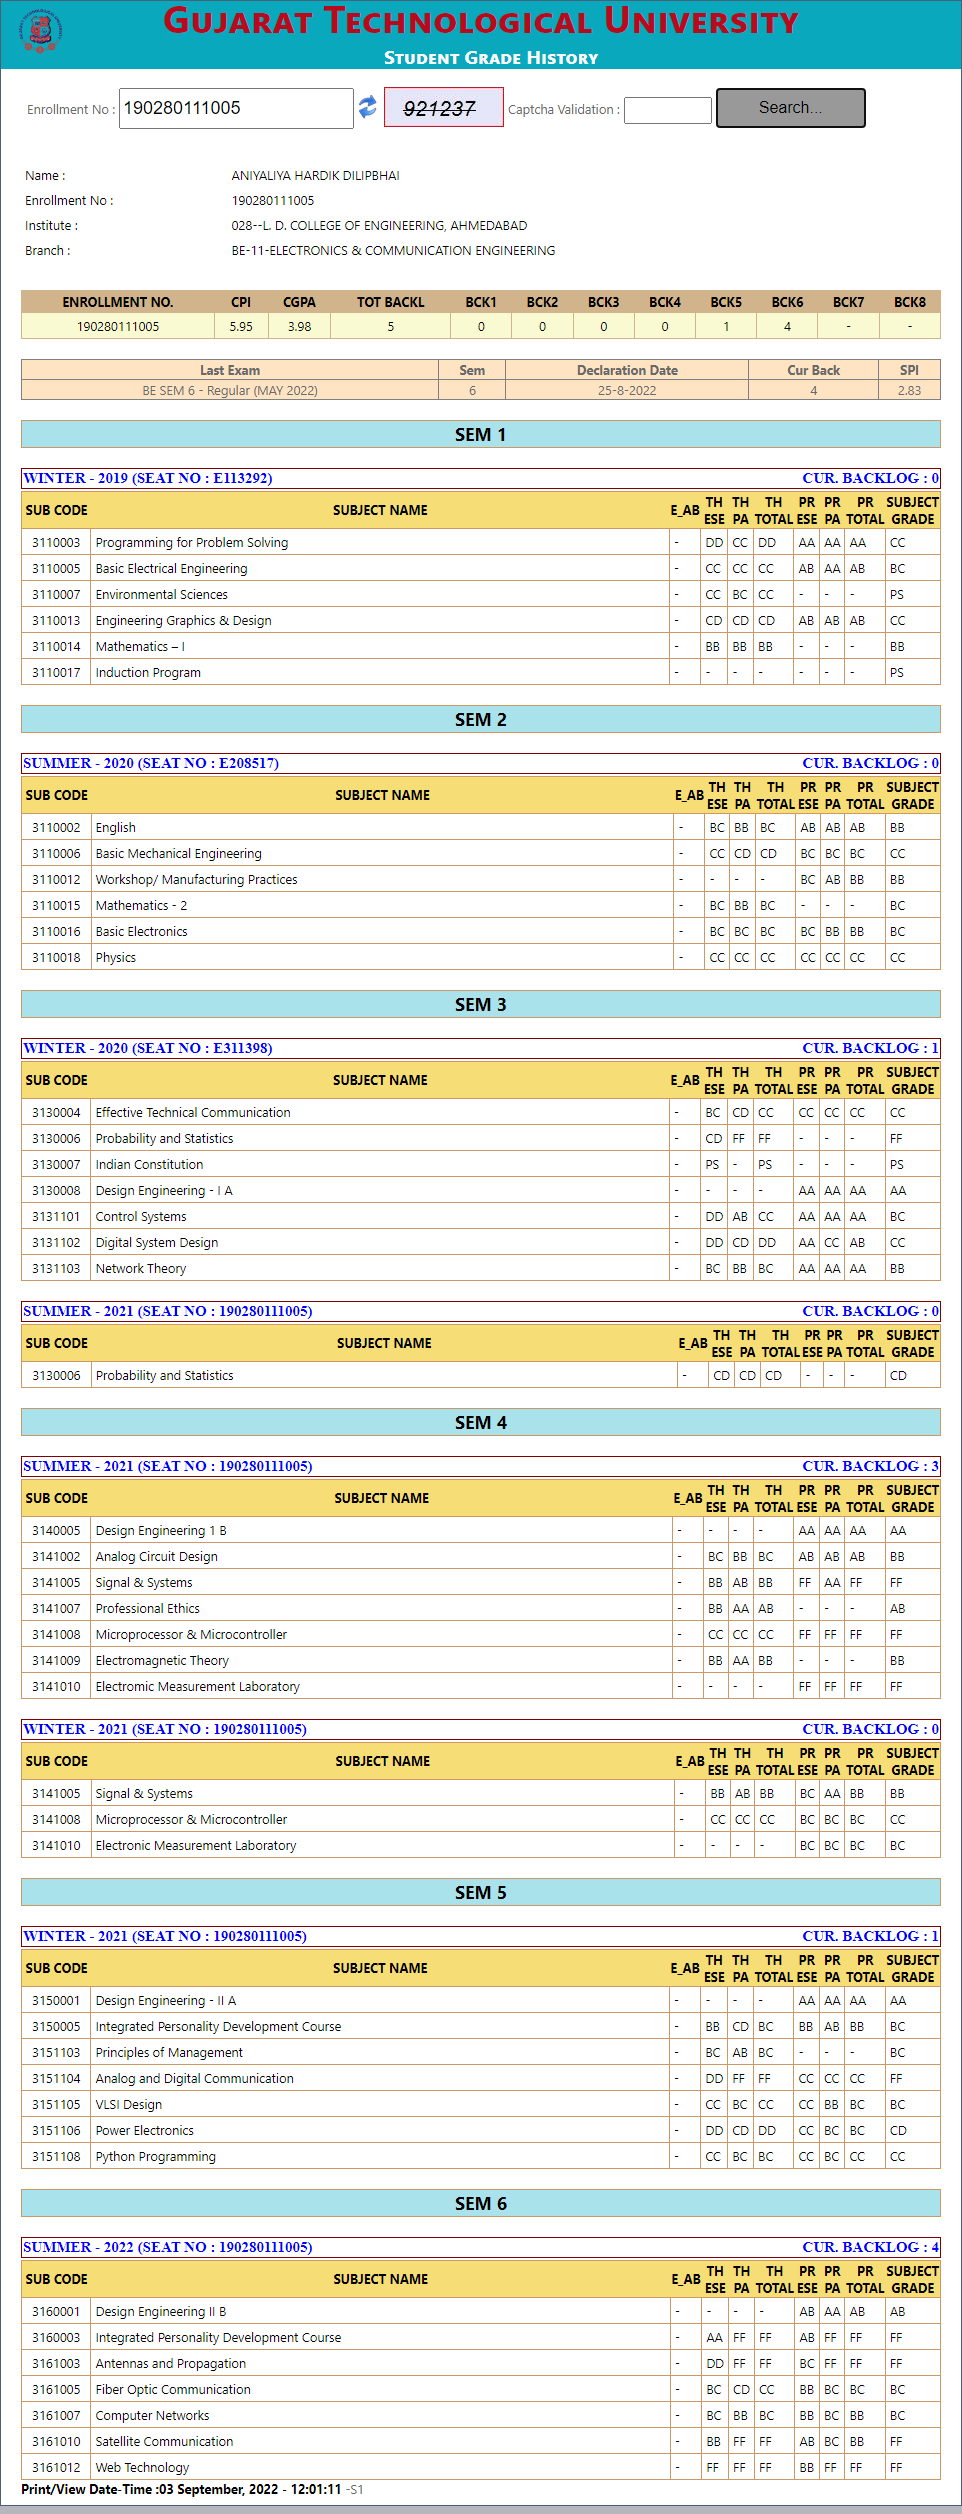 GUJARAT TECHNOLOGICAL UNIVERSITY
STUDENT GRADE HISTORY
Enrollment No : 190280111005 921237 Captcha Validation : Search...
Name : ANIYALIYA HARDIK DILIPBHAI
Enrollment No : 190280111005
Institute : 028--L. D. COLLEGE OF ENGINEERING, AHMEDABAD
Branch : BE-11-ELECTRONICS & COMMUNICATION ENGINEERING
ENROLLMENT NO. CPI CGPA TOT BACKL BCK1 BCK2 BCK3 BCK4 BCK5 BCK6 BCK7 BCK8
190280111005 5.95 3.98 5 0 0 0 0 1 4 - -
Last Exam Sem Declaration Date Cur Back SPI
BE SEM 6 - Regular (MAY 2022) 6 25-8-2022 4 2.83
SEM 1
WINTER - 2019 (SEAT NO : E113292) CUR. BACKLOG : 0
SUB CODE SUBJECT NAME E_AB TH ESE TH PA TH TOTAL PR ESE PR PA PR TOTAL SUBJECT GRADE
3110003 Programming for Problem Solving - DD CC DD AA AA AA CC
3110005 Basic Electrical Engineering - CC CC CC AB AA AB BC
3110007 Environmental Sciences - CC BC CC - - - PS
3110013 Engineering Graphics & Design - CD CD CD AB AB AB CC
3110014 Mathematics – I - BB BB BB - - - BB
3110017 Induction Program - - - - - - - PS
SEM 2
SUMMER - 2020 (SEAT NO : E208517) CUR. BACKLOG : 0
SUB CODE SUBJECT NAME E_AB TH ESE TH PA TH TOTAL PR ESE PR PA PR TOTAL SUBJECT GRADE
3110002 English - BC BB BC AB AB AB BB
3110006 Basic Mechanical Engineering - CC CD CD BC BC BC CC
3110012 Workshop/ Manufacturing Practices - - - - BC AB BB BB
3110015 Mathematics - 2 - BC BB BC - - - BC
3110016 Basic Electronics - BC BC BC BC BB BB BC
3110018 Physics - CC CC CC CC CC CC CC
SEM 3
WINTER - 2020 (SEAT NO : E311398) CUR. BACKLOG : 1
SUB CODE SUBJECT NAME E_AB TH ESE TH PA TH TOTAL PR ESE PR PA PR TOTAL SUBJECT GRADE
3130004 Effective Technical Communication - BC CD CC CC CC CC CC
3130006 Probability and Statistics - CD FF FF - - - FF
3130007 Indian Constitution - PS - PS - - - PS
3130008 Design Engineering - I A - - - - AA AA AA AA
3131101 Control Systems - DD AB CC AA AA AA BC
3131102 Digital System Design - DD CD DD AA CC AB CC
3131103 Network Theory - BC BB BC AA AA AA BB
SUMMER - 2021 (SEAT NO : 190280111005) CUR. BACKLOG : 0
SUB CODE SUBJECT NAME E_AB TH ESE TH PA TH TOTAL PR ESE PR PA PR TOTAL SUBJECT GRADE
3130006 Probability and Statistics - CD CD CD - - - CD
SEM 4
SUMMER - 2021 (SEAT NO : 190280111005) CUR. BACKLOG : 3
SUB CODE SUBJECT NAME E_AB TH ESE TH PA TH TOTAL PR ESE PR PA PR TOTAL SUBJECT GRADE
3140005 Design Engineering 1 B - - - - AA AA AA AA
3141002 Analog Circuit Design - BC BB BC AB AB AB BB
3141005 Signal & Systems - BB AB BB FF AA FF FF
3141007 Professional Ethics - BB AA AB - - - AB
3141008 Microprocessor & Microcontroller - CC CC CC FF FF FF FF
3141009 Electromagnetic Theory - BB AA BB - - - BB
3141010 Electromic Measurement Laboratory - - - - FF FF FF FF
WINTER - 2021 (SEAT NO : 190280111005) CUR. BACKLOG : 0
SUB CODE SUBJECT NAME E_AB TH ESE TH PA TH TOTAL PR ESE PR PA PR TOTAL SUBJECT GRADE
3141005 Signal & Systems - BB AB BB BC AA BB BB
3141008 Microprocessor & Microcontroller - CC CC CC BC BC BC CC
3141010 Electronic Measurement Laboratory - - - - BC BC BC BC
SEM 5
WINTER - 2021 (SEAT NO : 190280111005) CUR. BACKLOG : 1
SUB CODE SUBJECT NAME E_AB TH ESE TH PA TH TOTAL PR ESE PR PA PR TOTAL SUBJECT GRADE
3150001 Design Engineering - II A - - - - AA AA AA AA
3150005 Integrated Personality Development Course - BB CD BC BB AB BB BC
3151103 Principles of Management - BC AB BC - - - BC
3151104 Analog and Digital Communication - DD FF FF CC CC CC FF
3151105 VLSI Design - CC BC CC CC BB BC BC
3151106 Power Electronics - DD CD DD CC BC BC CD
3151108 Python Programming - CC BC BC CC BC CC CC
SEM 6
SUMMER - 2022 (SEAT NO : 190280111005) CUR. BACKLOG : 4
SUB CODE SUBJECT NAME E_AB TH ESE TH PA TH TOTAL PR ESE PR PA PR TOTAL SUBJECT GRADE
3160001 Design Engineering II B - - - - AB AA AB AB
3160003 Integrated Personality Development Course - AA FF FF AB FF FF FF
3161003 Antennas and Propagation - DD FF FF BC FF FF FF
3161005 Fiber Optic Communication - BC CD CC BB BC BC BC
3161007 Computer Networks - BC BB BC BB BC BB BC
3161010 Satellite Communication - BB FF FF AB BC BB FF
3161012 Web Technology - FF FF FF BB FF FF FF
Print/View Date-Time :03 September, 2022 - 12:01:11 -S1